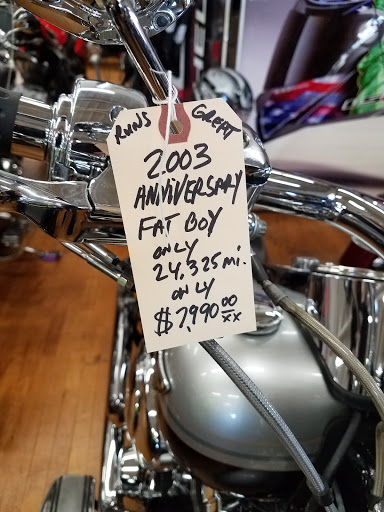 RUNS GREAT
2003
ANNIVERSARY
FAT BOY
ONLY
24,325 mi.
ONLY
$7,990 00/xx